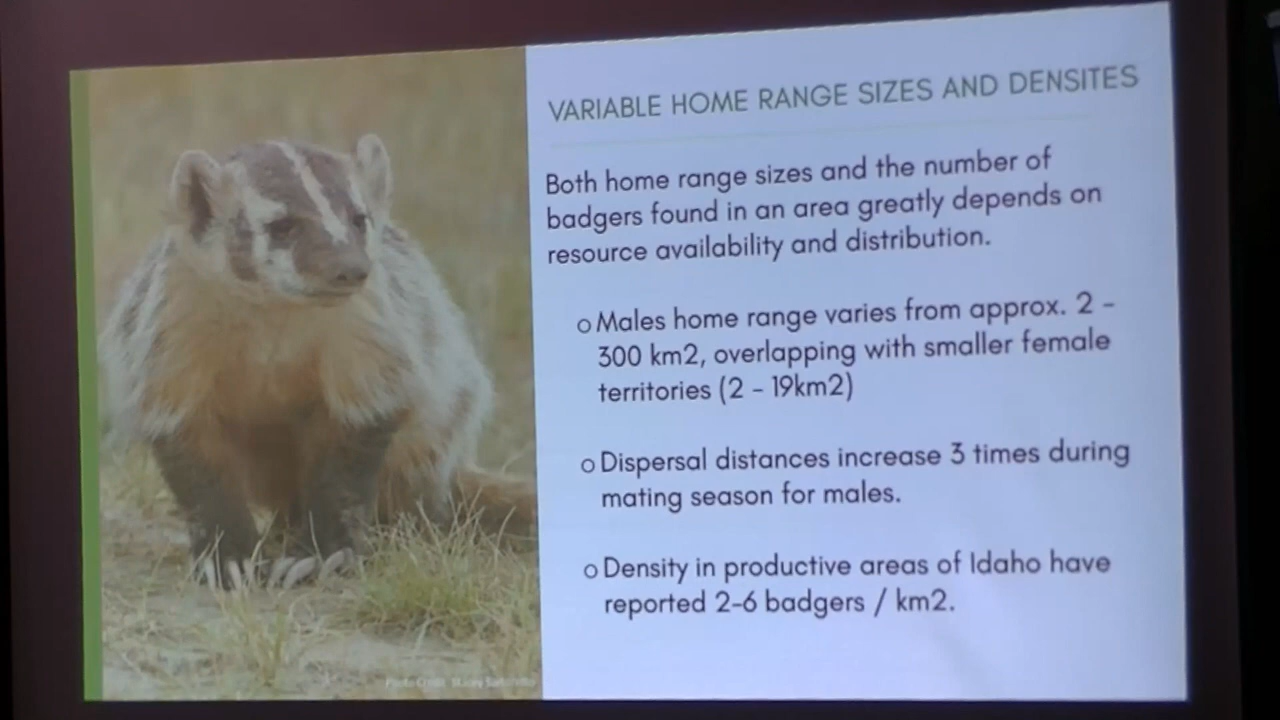 VARIABLE HOME RANGE SIZES AND DENSITES
Both home range sizes and the number of
badgers found in an area greatly depends on
resource availability and distribution.
o Males home range varies from approx. 2 -
300 km2, overlapping with smaller female
territories (2 - 19km2)
o Dispersal distances increase 3 times during
mating season for males.
o Density in productive areas of Idaho have
reported 2-6 badgers / km2.
Photo Credit: